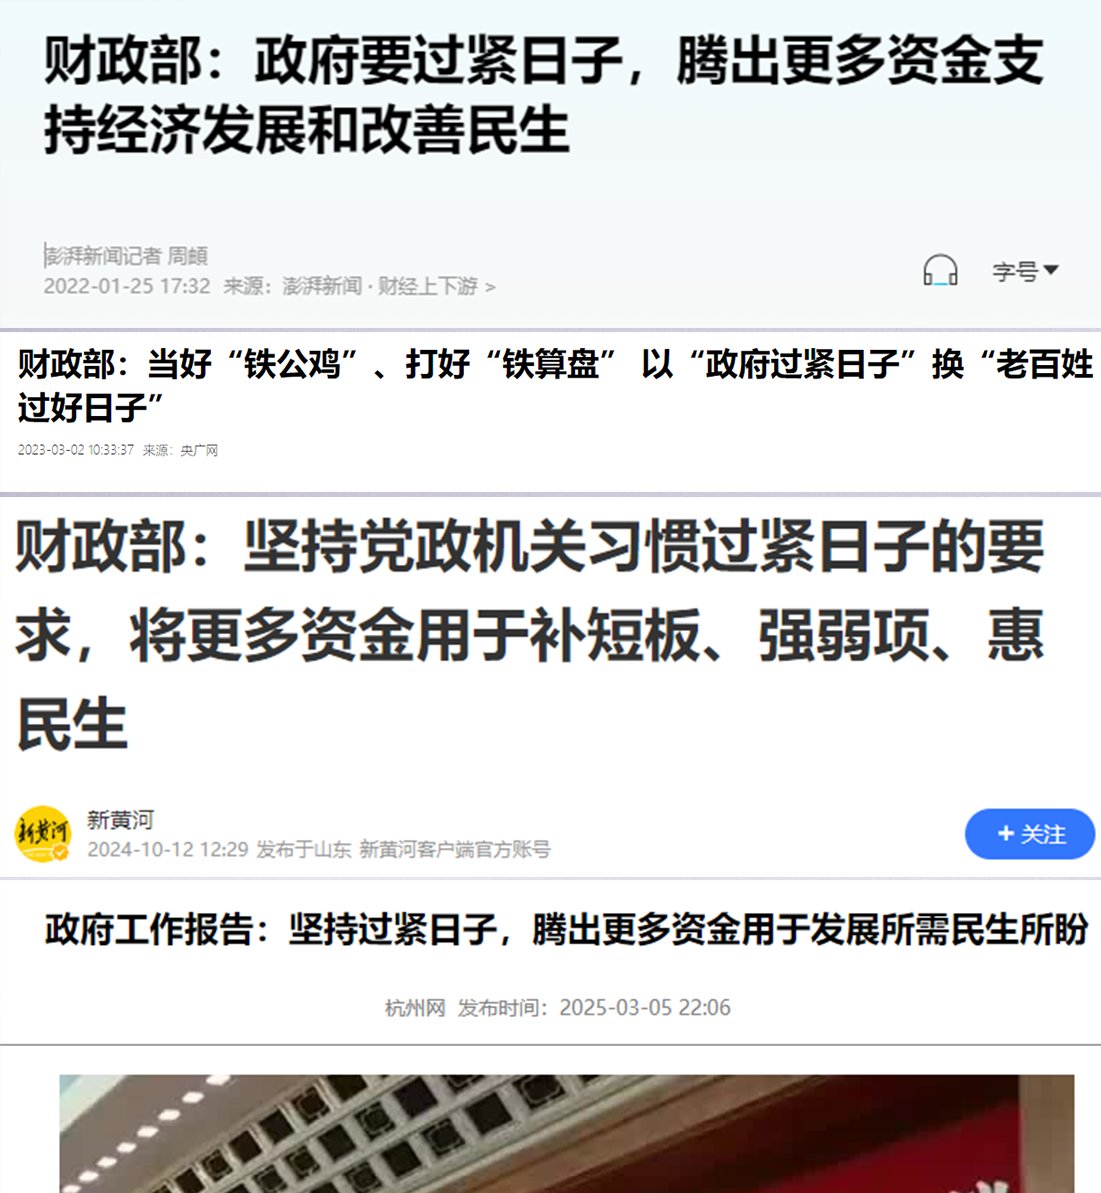 财政部：政府要过紧日子，腾出更多资金支
持经济发展和改善民生
澎湃新闻记者 周頔
2022-01-25 17:32 来源：澎湃新闻·财经上下游 >
字号
财政部：当好“铁公鸡”、打好“铁算盘” 以“政府过紧日子”换“老百姓
过好日子”
2023-03-02 10:33:37 来源：央广网
财政部：坚持党政机关习惯过紧日子的要
求，将更多资金用于补短板、强弱项、惠
民生
新黄河
新黄河
2024-10-12 12:29 发布于山东 新黄河客户端官方账号
+ 关注
政府工作报告：坚持过紧日子，腾出更多资金用于发展所需民生所盼
杭州网 发布时间：2025-03-05 22:06